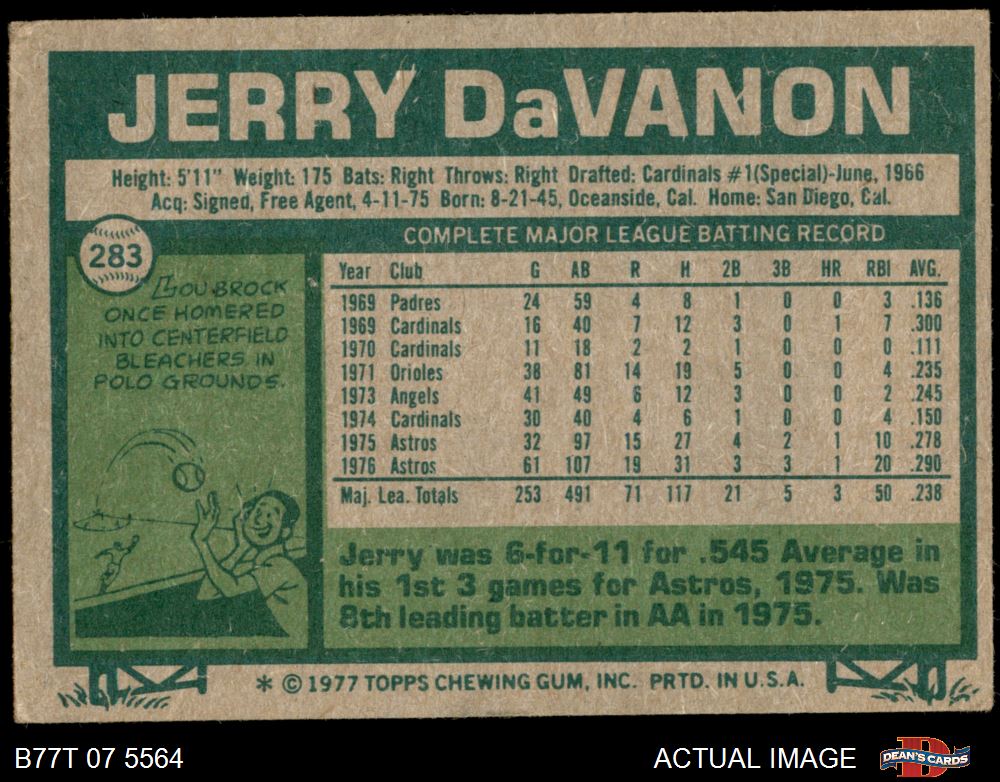 JERRY DaVANON
Height: 5'11" Weight: 175 Bats: Right Throws: Right Drafted: Cardinals #1(Special)-June, 1966
Acq: Signed, Free Agent, 4-11-75 Born: 8-21-45, Oceanside, Cal. Home: San Diego, Cal.
283
LOU BROCK
ONCE HOMERED
INTO CENTERFIELD
BLEACHERS IN
POLO GROUNDS.
COMPLETE MAJOR LEAGUE BATTING RECORD
Year Club G AB R H 2B 3B HR RBI AVG.
1969 Padres 24 59 4 8 1 0 0 3 .136
1969 Cardinals 16 40 7 12 3 0 1 7 .300
1970 Cardinals 11 18 2 2 1 0 0 0 .111
1971 Orioles 38 81 14 19 5 0 0 4 .235
1973 Angels 41 49 6 12 3 0 0 2 .245
1974 Cardinals 30 40 4 6 1 0 0 4 .150
1975 Astros 32 97 15 27 4 2 1 10 .278
1976 Astros 61 107 19 31 3 3 1 20 .290
Maj. Lea. Totals 253 491 71 117 21 5 3 50 .238
Jerry was 6-for-11 for .545 Average in
his 1st 3 games for Astros, 1975. Was
8th leading batter in AA in 1975.
* © 1977 TOPPS CHEWING GUM, INC. PRTD. IN U.S.A.
B77T 07 5564
ACTUAL IMAGE
DEAN'S CARDS